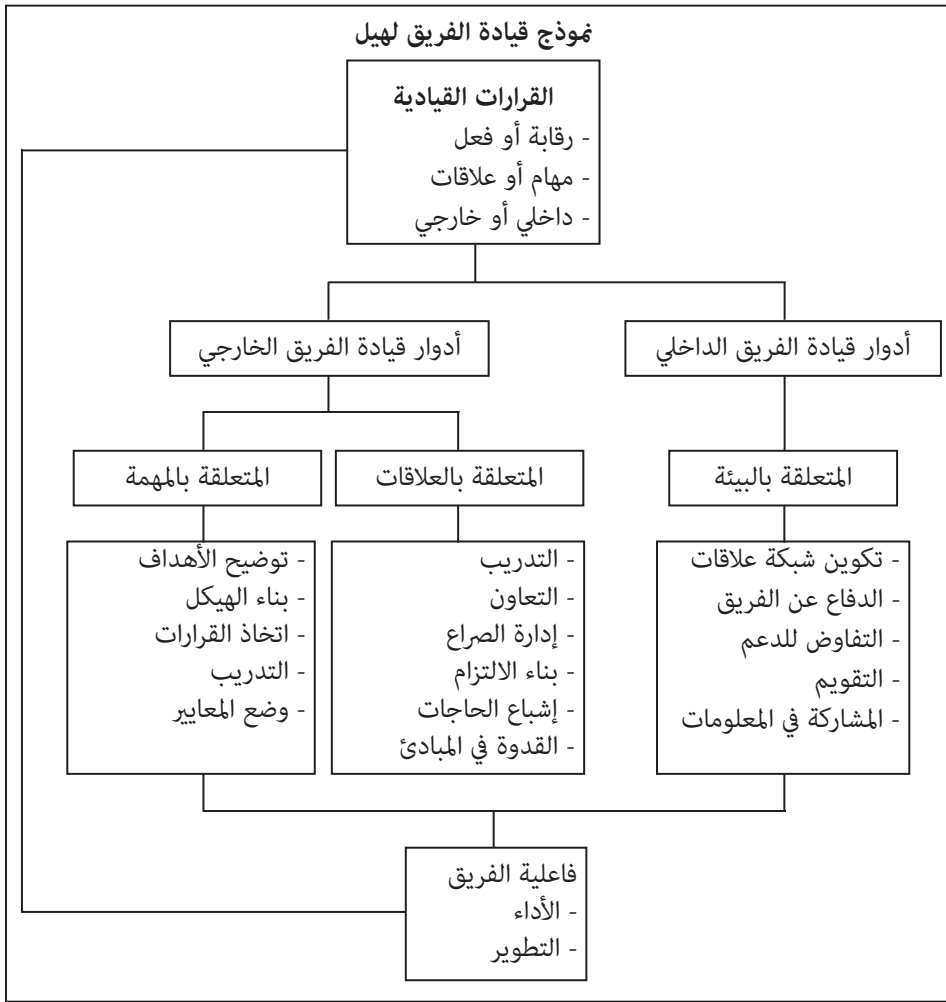 نموذج قيادة الفريق لهيل
القرارات القيادية
- رقابة أو فعل
- مهام أو علاقات
- داخلي أو خارجي
أدوار قيادة الفريق الداخلي
أدوار قيادة الفريق الخارجي
المتعلقة بالبيئة
المتعلقة بالعلاقات
المتعلقة بالمهمة
- تكوين شبكة علاقات
- الدفاع عن الفريق
- التفاوض للدعم
- التقويم
- المشاركة في المعلومات
- التدريب
- التعاون
- إدارة الصراع
- بناء الالتزام
- إشباع الحاجات
- القدوة في المبادئ
- توضيح الأهداف
- بناء الهيكل
- اتخاذ القرارات
- التدريب
- وضع المعايير
فاعلية الفريق
- الأداء
- التطوير